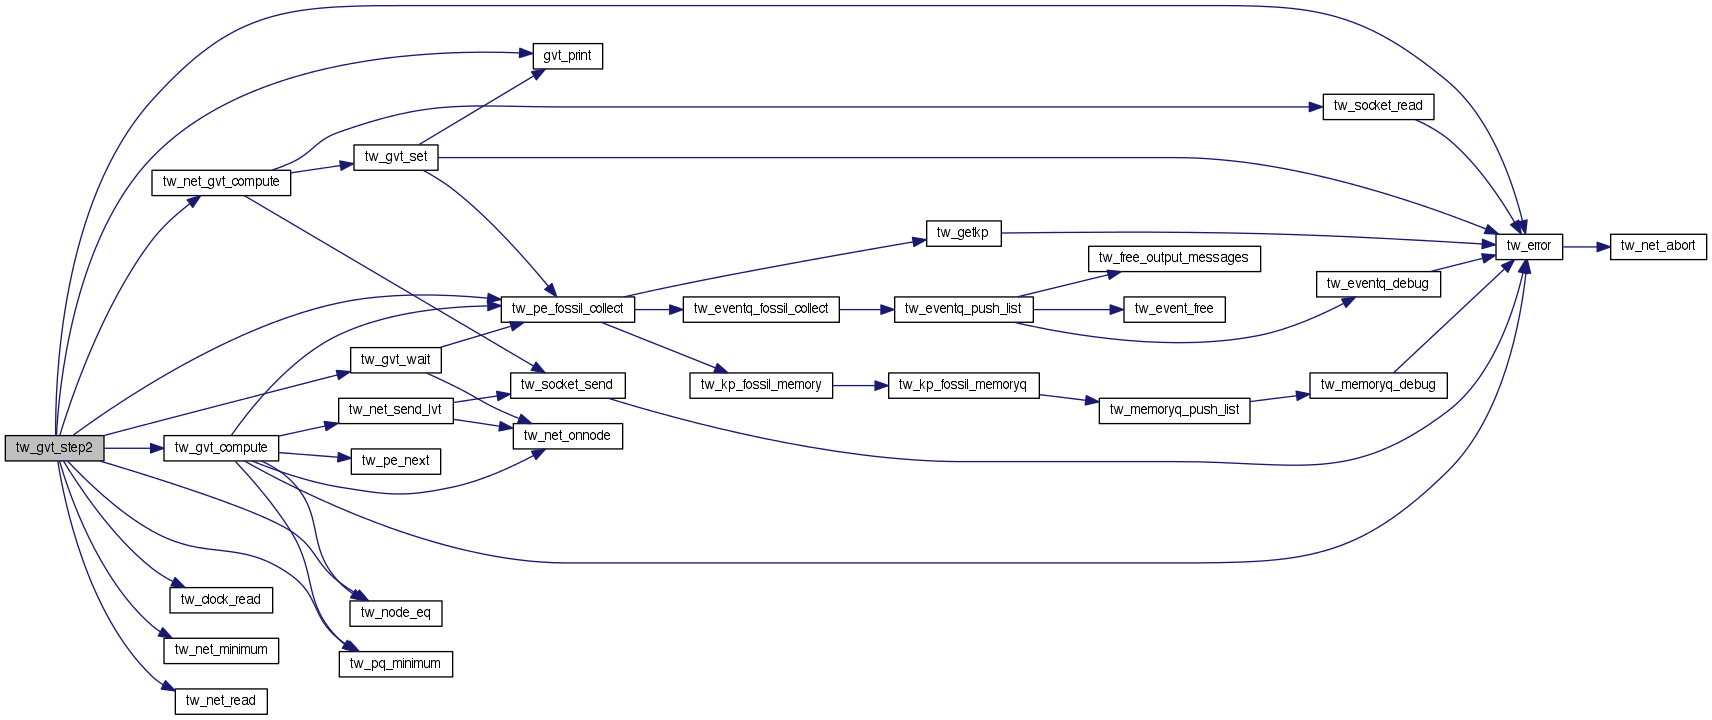 gvt_print
tw_socket_read
tw_gvt_set
tw_net_gvt_compute
tw_getkp
tw_error
tw_net_abort
tw_free_output_messages
tw_eventq_debug
tw_pe_fossil_collect
tw_eventq_fossil_collect
tw_eventq_push_list
tw_event_free
tw_gvt_wait
tw_socket_send
tw_kp_fossil_memory
tw_kp_fossil_memoryq
tw_memoryq_debug
tw_net_send_lvt
tw_memoryq_push_list
tw_net_onnode
tw_gvt_step2
tw_gvt_compute
tw_pe_next
tw_clock_read
tw_node_eq
tw_net_minimum
tw_pq_minimum
tw_net_read